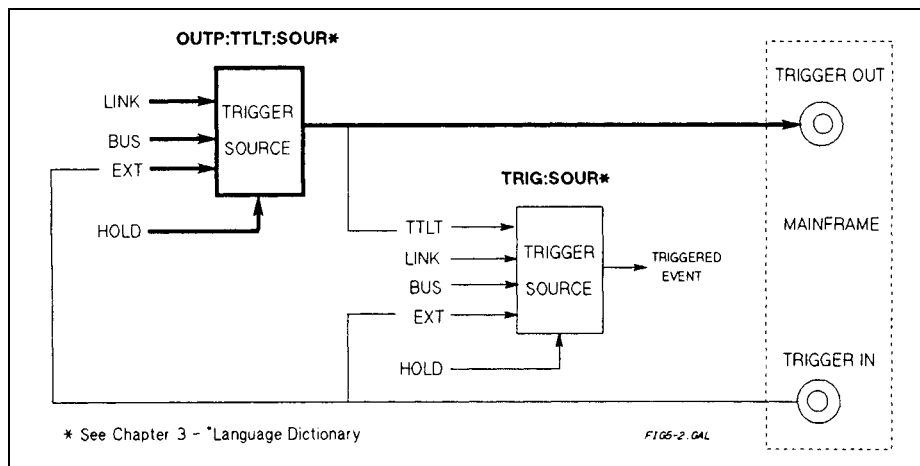 OUTP:TTLT:SOUR*
TRIGGER OUT
LINK
TRIGGER
BUS
SOURCE
EXT
TRIG:SOUR*
HOLD
TTLT
MAINFRAME
TRIGGER
LINK
TRIGGERED
EVENT
SOURCE
BUS
EXT
TRIGGER IN
HOLD
* See Chapter 3 - "Language Dictionary
FIG5-2.GAL